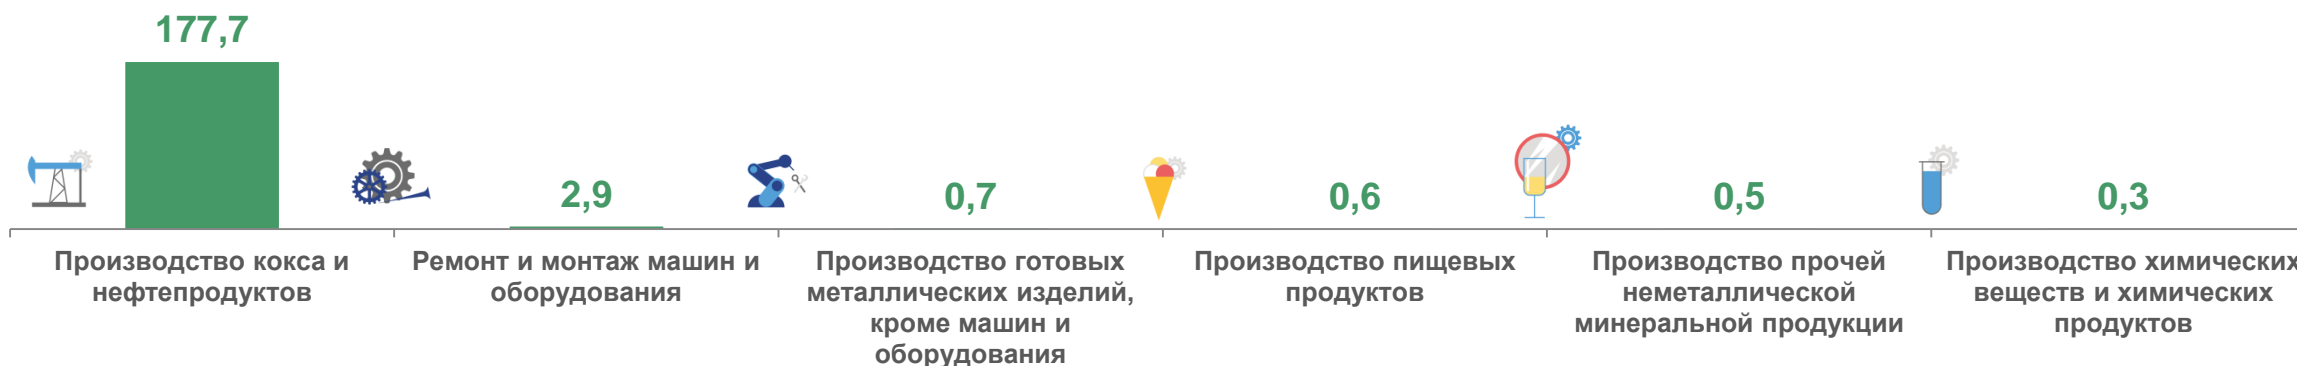 177,7
2,9
0,7
0,6
0,5
0,3
Производство кокса и
нефтепродуктов
Ремонт и монтаж машин и
оборудования
Производство готовых
металлических изделий,
кроме машин и
оборудования
Производство пищевых
продуктов
Производство прочей
неметаллической
минеральной продукции
Производство химических
веществ и химических
продуктов